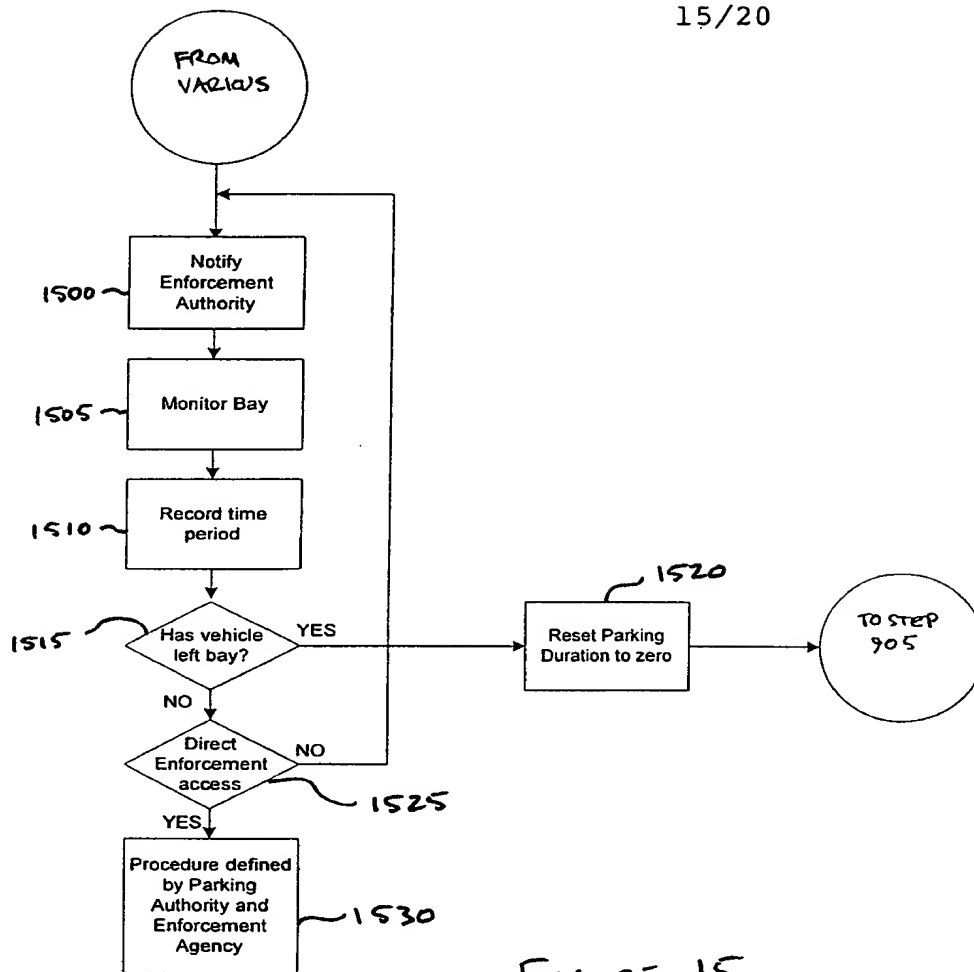 15/20
FROM
VARIOUS
Notify
Enforcement
Authority
1500
Monitor Bay
1505
Record time
period
1510
1520
Has vehicle
left bay?
YES
1515
Reset Parking
Duration to zero
TO STEP
905
NO
Direct
Enforcement
access
NO
1525
YES
Procedure defined
by Parking
Authority and
Enforcement
Agency
1530